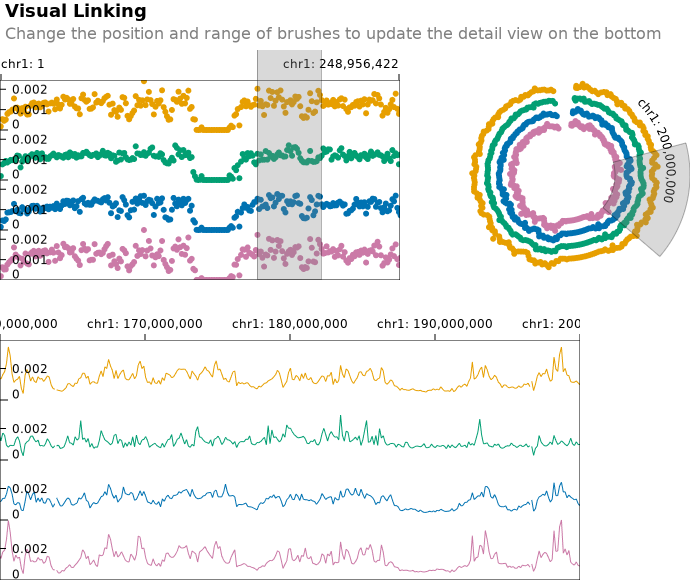 Visual Linking
Change the position and range of brushes to update the detail view on the bottom
chr1: 1
chr1: 248,956,422
0.002
0.001
0
0.002
0.001
0
0.002
0.001
0
0.002
0.001
0
chr1: 200,000,000
0,000,000
chr1: 170,000,000
chr1: 180,000,000
chr1: 190,000,000
chr1: 200
0.002
0
0.002
0
0.002
0
0.002
0